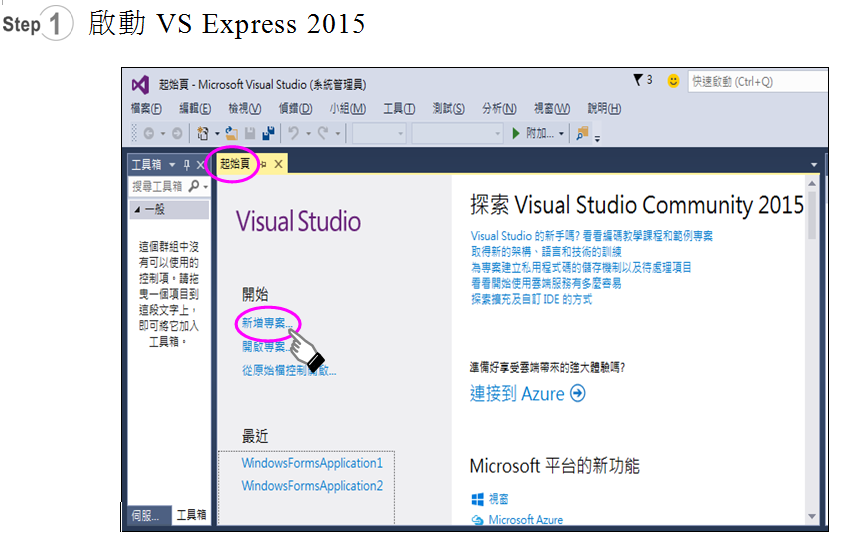 Step 1 啟動 VS Express 2015
起始頁 - Microsoft Visual Studio (系統管理員)
3
快速啟動 (Ctrl+Q)
檔案(F) 編輯(E) 檢視(V) 偵錯(D) 小組(M) 工具(T) 測試(S) 分析(N) 視窗(W) 說明(H)
附加...
工具箱
起始頁
搜尋工具箱
一般
這個群組中沒
有可以使用的
控制項。請拖
曳一個項目到
這段文字上，
即可將它加入
工具箱。
伺服... 工具箱
Visual Studio
開始
新增專案...
開啟專案...
從原始檔控制開啟...
最近
WindowsFormsApplication1
WindowsFormsApplication2
探索 Visual Studio Community 2015
Visual Studio 的新手嗎? 看看編碼教學課程和範例專案
取得新的架構、語言和技術的訓練
為專案建立私用程式碼的儲存機制以及待處理項目
看看開始使用雲端服務有多麼容易
探索擴充及自訂 IDE 的方式
準備好享受雲端帶來的強大體驗嗎?
連接到 Azure
Microsoft 平台的新功能
視窗
Microsoft Azure